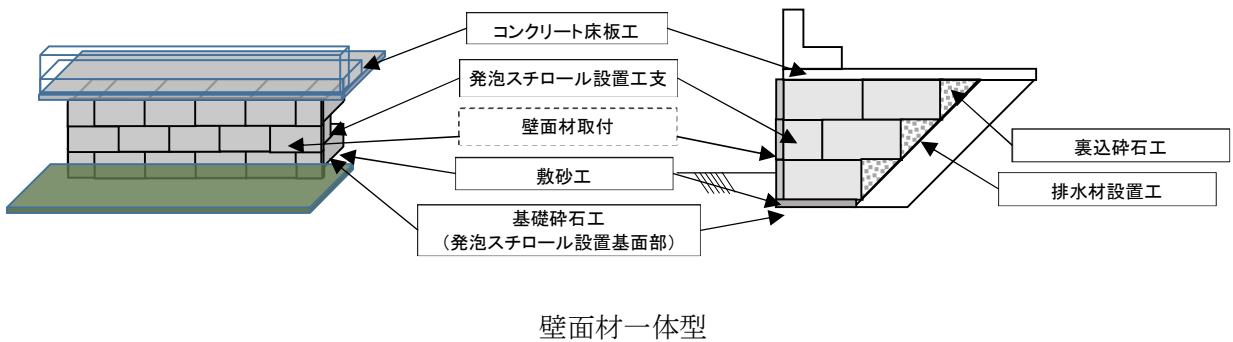 コンクリート床板工
発泡スチロール設置工支
壁面材取付
敷砂工
基礎砕石工
（発泡スチロール設置基面部）
裏込砕石工
排水材設置工
壁面材一体型